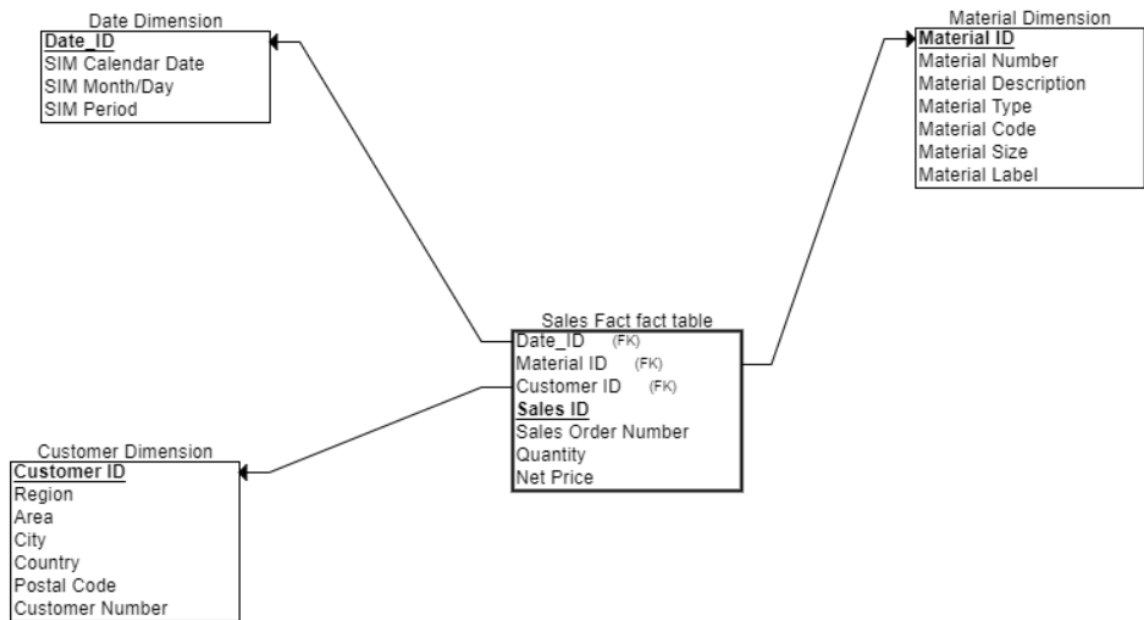 Date Dimension
Date_ID
SIM Calendar Date
SIM Month/Day
SIM Period
Material Dimension
Material ID
Material Number
Material Description
Material Type
Material Code
Material Size
Material Label
Sales Fact fact table
Date_ID (FK)
Material ID (FK)
Customer ID (FK)
Sales ID
Sales Order Number
Quantity
Net Price
Customer Dimension
Customer ID
Region
Area
City
Country
Postal Code
Customer Number